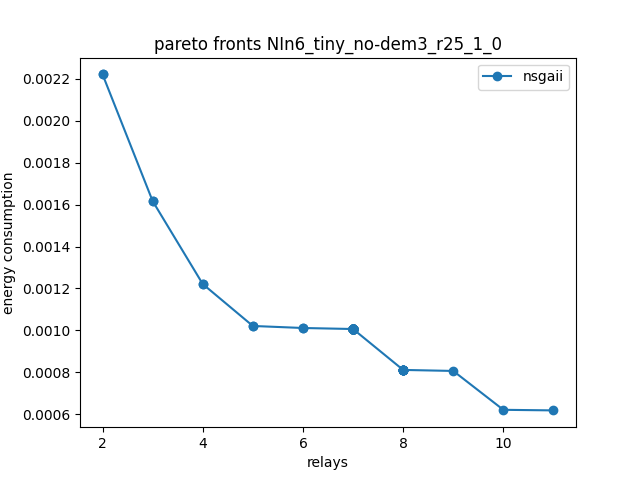 pareto fronts NIn6_tiny_no-dem3_r25_1_0
nsgaii
energy consumption
0.0022
0.0020
0.0018
0.0016
0.0014
0.0012
0.0010
0.0008
0.0006
2 4 6 8 10
relays